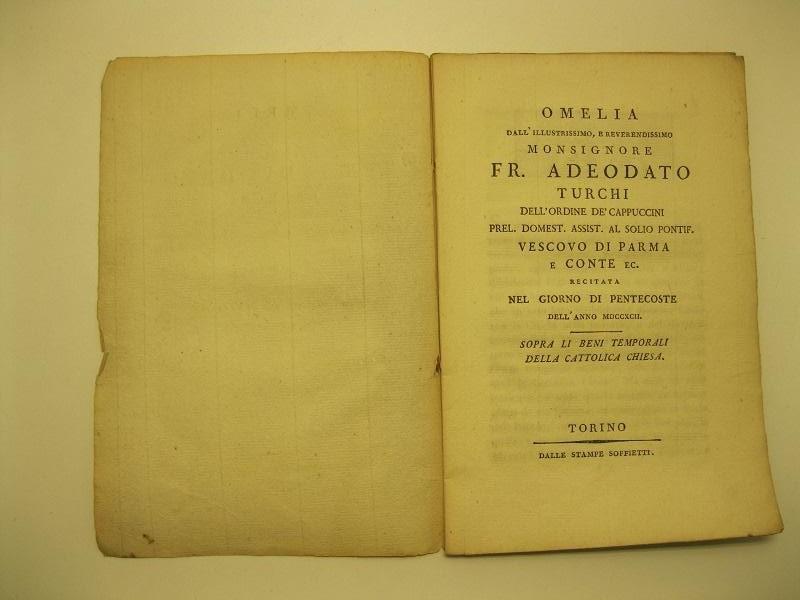 OMELIA
DALL'ILLUSTRISSIMO, E REVERENDISSIMO
MONSIGNORE
FR. ADEODATO
TURCHI
DELL'ORDINE DE' CAPPUCCINI
PREL. DOMEST. ASSIST. AL SOLIO PONTIF.
VESCOVO DI PARMA
E CONTE EC.
RECITATA
NEL GIORNO DI PENTECOSTE
DELL'ANNO MDCCXCII.
SOPRA LI BENI TEMPORALI
DELLA CATTOLICA CHIESA.
TORINO
DALLE STAMPE SOFFIETTI.